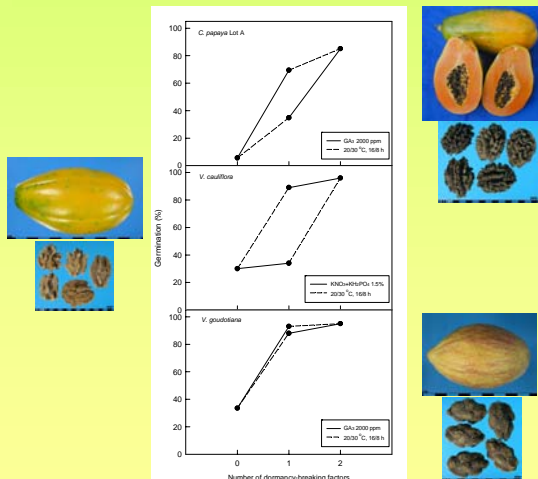 C. papaya Lot A
100
80
60
40
20
0
GA₃ 2000 ppm
20/30 °C, 16/8 h
V. cauliflora
Germination (%)
100
80
60
40
20
0
KNO₃+KH₂PO₄ 1.5%
20/30 °C, 16/8 h
V. goudotiana
100
80
60
40
20
0
GA₃ 2000 ppm
20/30 °C, 16/8 h
0 1 2
Number of dormancy-breaking factors